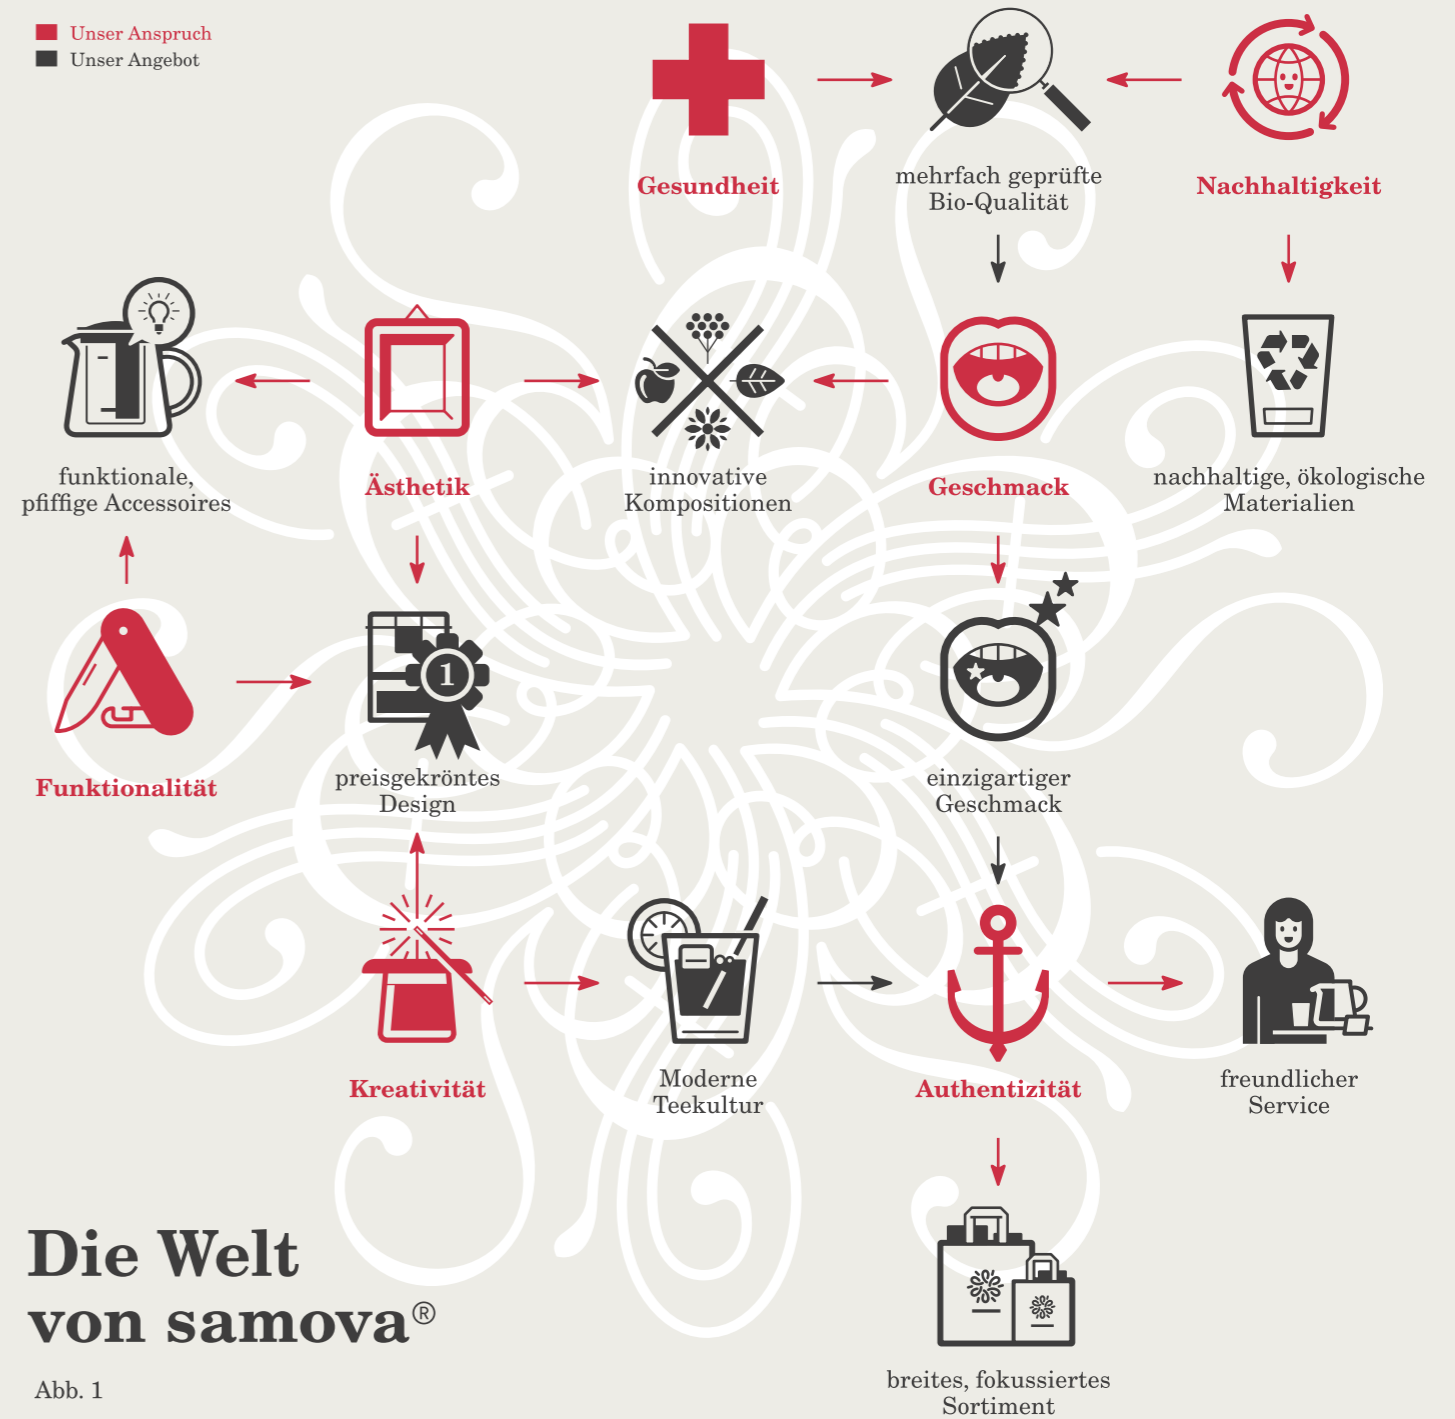 Unser Anspruch
Unser Angebot
Gesundheit
mehrfach geprüfte
Bio-Qualität
Nachhaltigkeit
funktionale,
pfiffige Accessoires
Ästhetik
innovative
Kompositionen
Geschmack
nachhaltige, ökologische
Materialien
Funktionalität
1
preisgekröntes
Design
einzigartiger
Geschmack
Kreativität
Moderne
Teekultur
Authentizität
freundlicher
Service
breites, fokussiertes
Sortiment
Die Welt
von samova®
Abb. 1